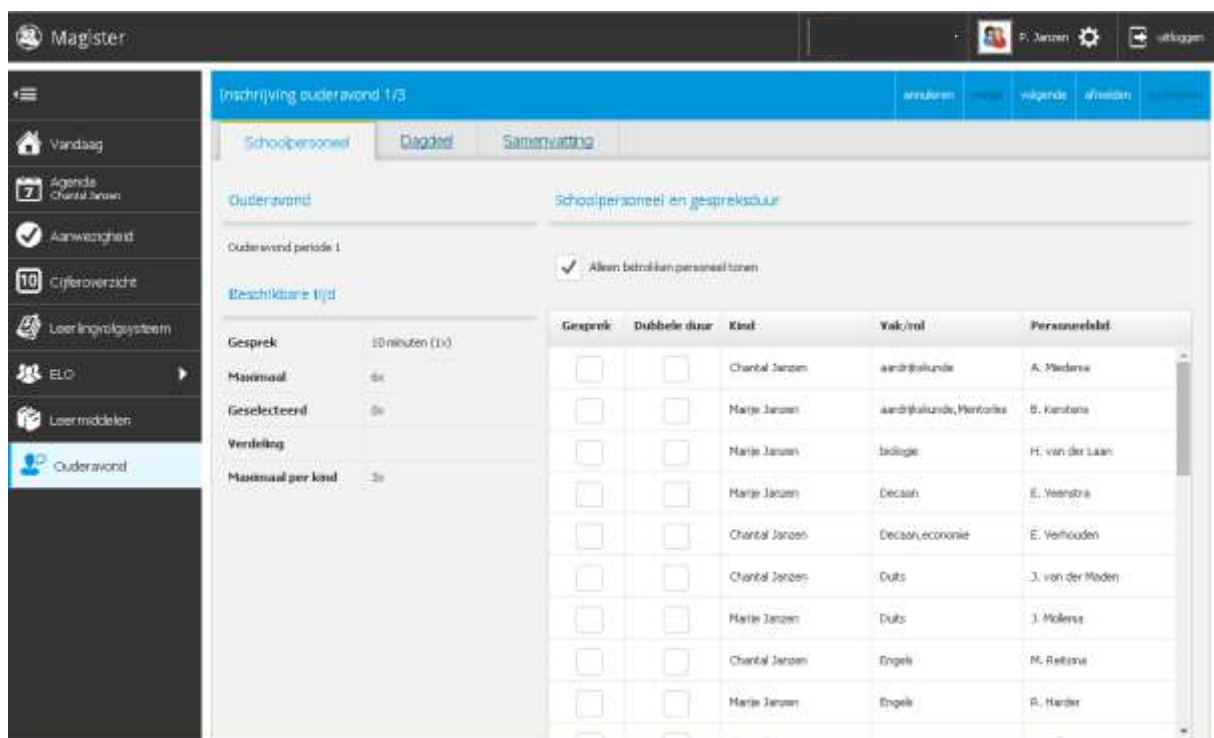 Magister
P. Janzen
uitloggen
Inschrijving ouderavond 1/3
annuleren volgende afmelden
Vandaag
Agenda
Chantal Janzen
Aanwezigheid
Cijferoverzicht
Leerlingvolgsysteem
ELO
Leermiddelen
Ouderavond
Schoolpersoneel Dagdeel Samenvatting
Ouderavond
Ouderavond periode 1
Beschikbare tijd
Gesprek 10 minuten (1x)
Maximaal 6x
Geselecteerd 0x
Verdeling
Maximaal per kind 3x
Schoolpersoneel en gespreksduur
Alleen betrokken personeel tonen
Gesprek Dubbele duur Kind Vak/rol Personeelslid
Chantal Janzen aardrijkskunde A. Miedema
Marije Janzen aardrijkskunde, Mentorles B. Kerstens
Marije Janzen biologie H. van der Laan
Marije Janzen Decaan E. Veenstra
Chantal Janzen Decaan,economie E. Verhouden
Chantal Janzen Duits J. van der Maden
Marije Janzen Duits J. Mollema
Chantal Janzen Engels M. Reitsma
Marije Janzen Engels R. Harder